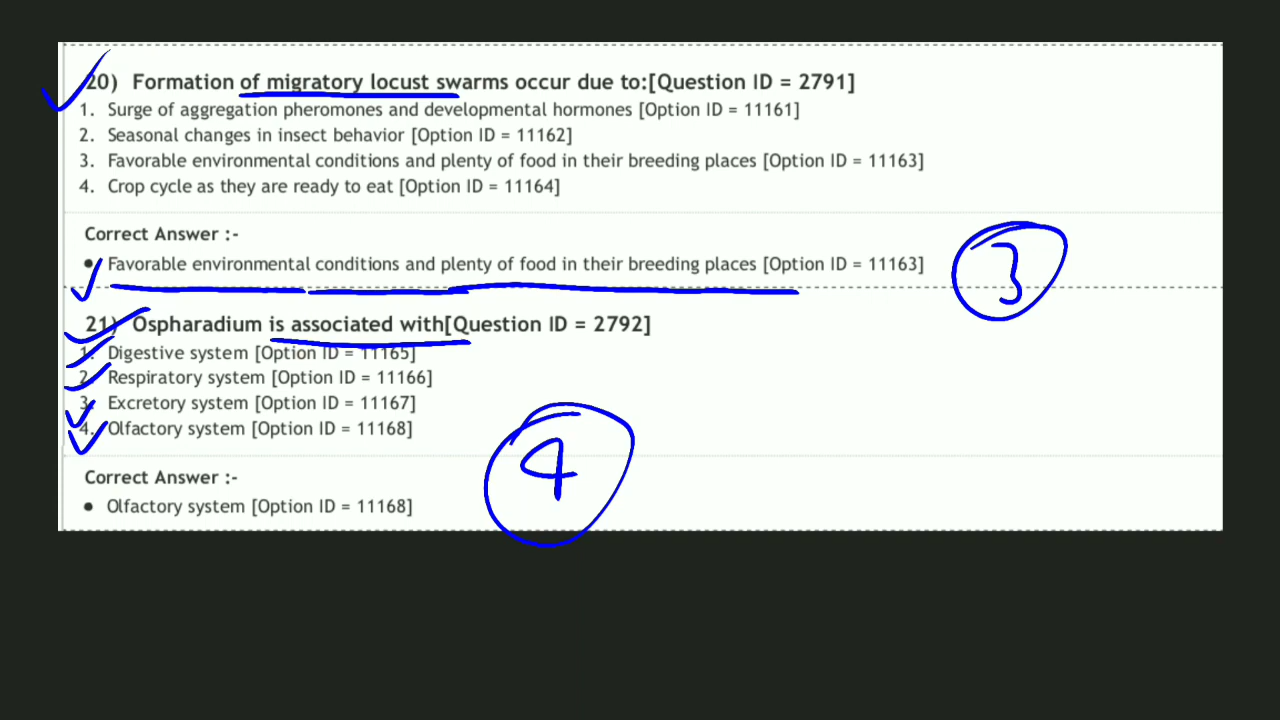 20) Formation of migratory locust swarms occur due to:[Question ID = 2791]
1. Surge of aggregation pheromones and developmental hormones [Option ID = 11161]
2. Seasonal changes in insect behavior [Option ID = 11162]
3. Favorable environmental conditions and plenty of food in their breeding places [Option ID = 11163]
4. Crop cycle as they are ready to eat [Option ID = 11164]
Correct Answer :-
• Favorable environmental conditions and plenty of food in their breeding places [Option ID = 11163]
3
21) Ospharadium is associated with[Question ID = 2792]
1. Digestive system [Option ID = 11165]
2. Respiratory system [Option ID = 11166]
3. Excretory system [Option ID = 11167]
4. Olfactory system [Option ID = 11168]
4
Correct Answer :-
• Olfactory system [Option ID = 11168]